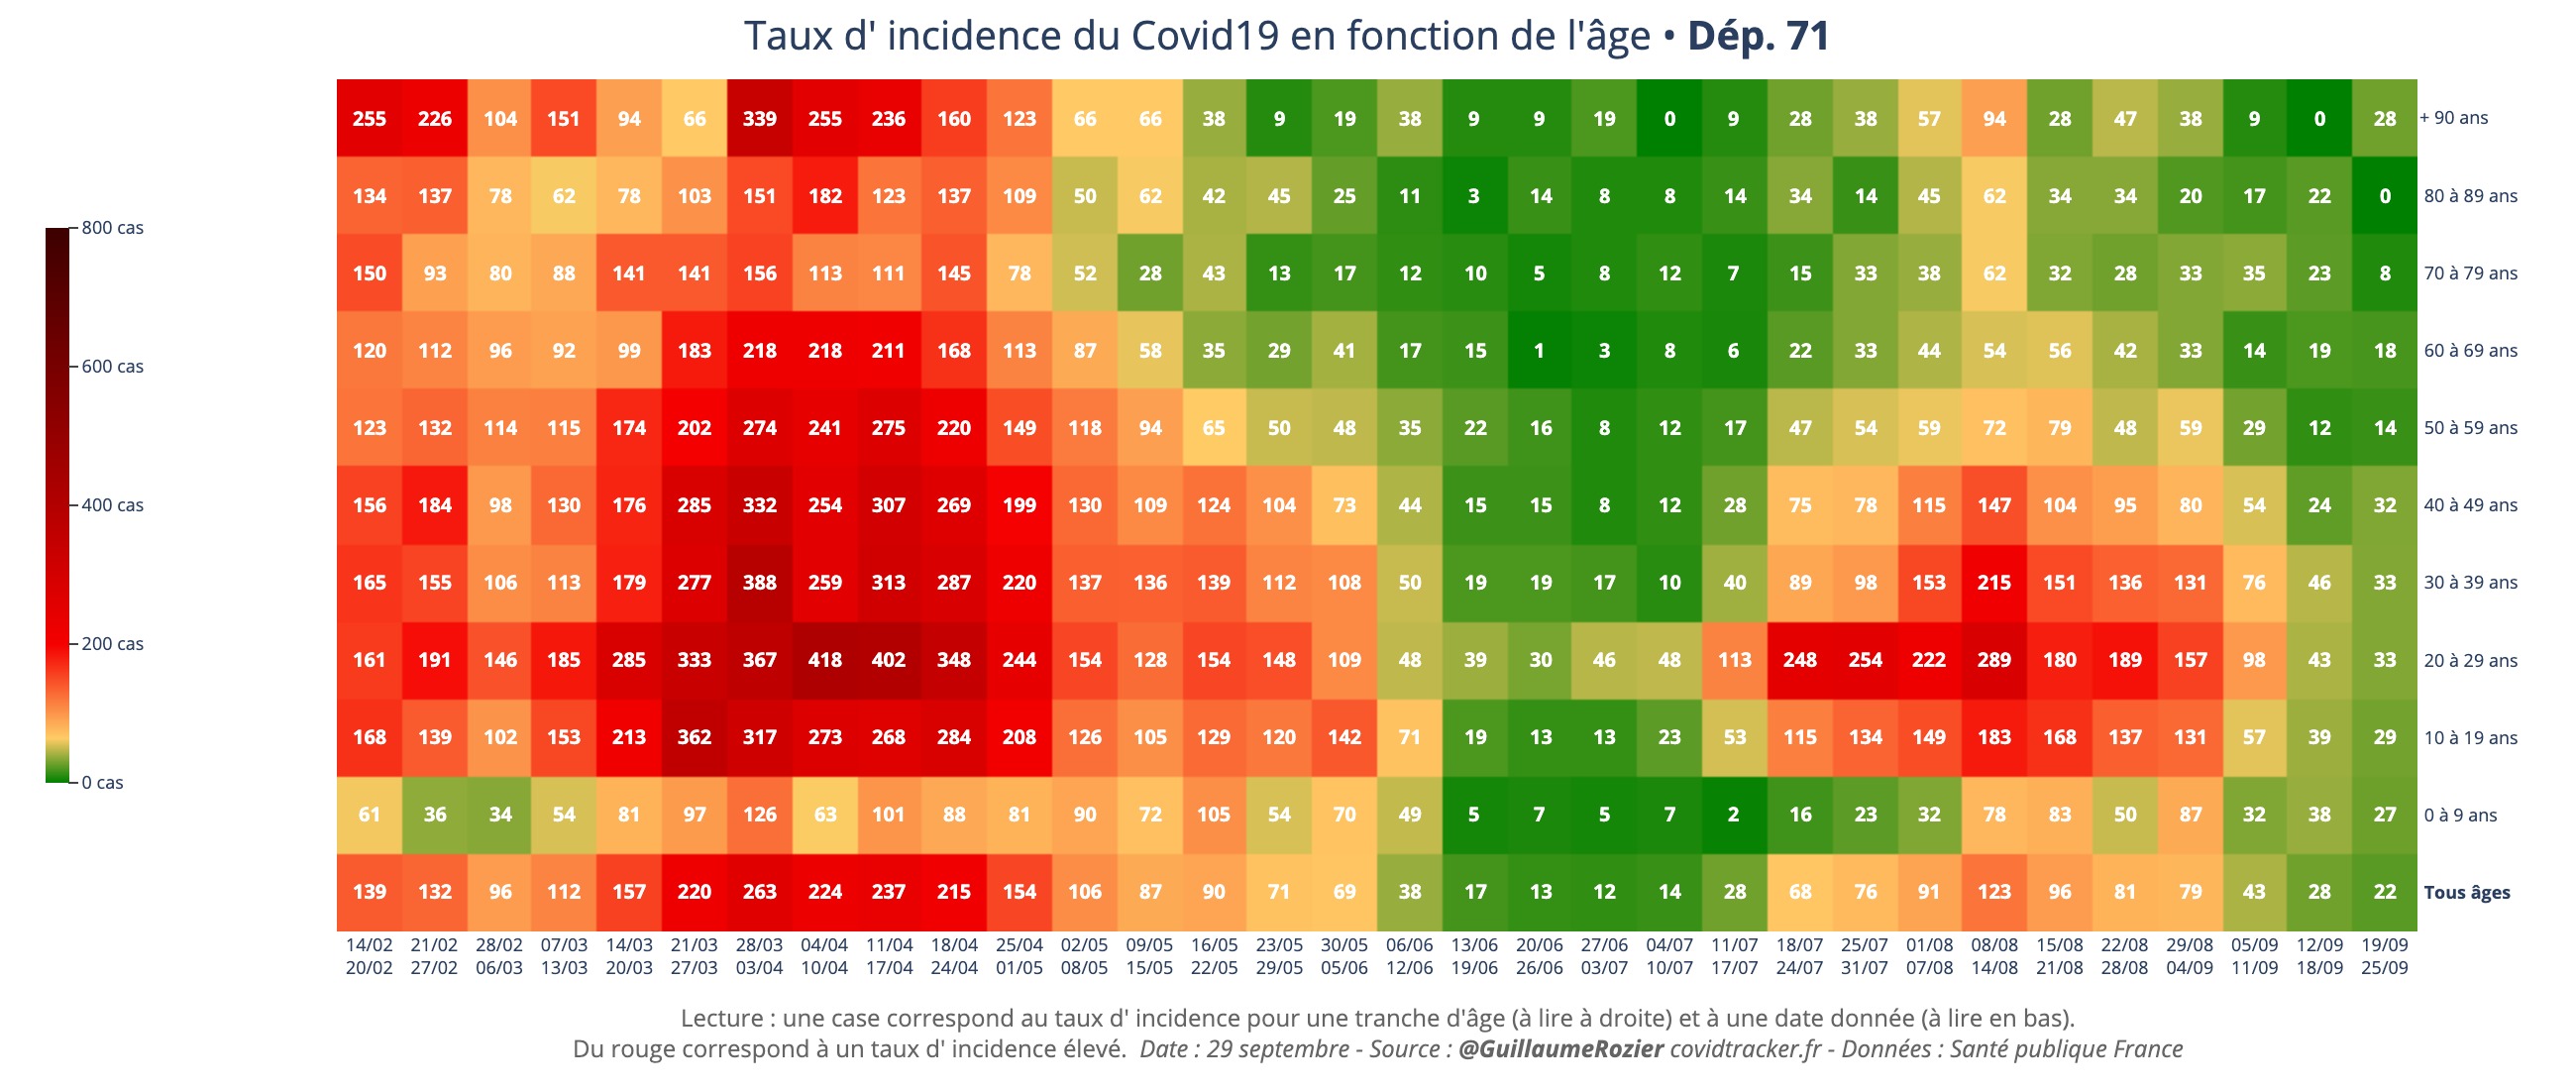 Taux d' incidence du Covid19 en fonction de l'âge • Dép. 71
255 226 104 151 94 66 339 255 236 160 123 66 66 38 9 19 38 9 9 19 0 9 28 38 57 94 28 47 38 9 0 28 + 90 ans
134 137 78 62 78 103 151 182 123 137 109 50 62 42 45 25 11 3 14 8 8 14 34 14 45 62 34 34 20 17 22 0 80 à 89 ans
800 cas
150 93 80 88 141 141 156 113 111 145 78 52 28 43 13 17 12 10 5 8 12 7 15 33 38 62 32 28 33 35 23 8 70 à 79 ans
120 112 96 92 99 183 218 218 211 168 113 87 58 35 29 41 17 15 1 3 8 6 22 33 44 54 56 42 33 14 19 18 60 à 69 ans
600 cas
123 132 114 115 174 202 274 241 275 220 149 118 94 65 50 48 35 22 16 8 12 17 47 54 59 72 79 48 59 29 12 14 50 à 59 ans
400 cas
156 184 98 130 176 285 332 254 307 269 199 130 109 124 104 73 44 15 15 8 12 28 75 78 115 147 104 95 80 54 24 32 40 à 49 ans
165 155 106 113 179 277 388 259 313 287 220 137 136 139 112 108 50 19 19 17 10 40 89 98 153 215 151 136 131 76 46 33 30 à 39 ans
200 cas
161 191 146 185 285 333 367 418 402 348 244 154 128 154 148 109 48 39 30 46 48 113 248 254 222 289 180 189 157 98 43 33 20 à 29 ans
168 139 102 153 213 362 317 273 268 284 208 126 105 129 120 142 71 19 13 13 23 53 115 134 149 183 168 137 131 57 39 29 10 à 19 ans
0 cas
61 36 34 54 81 97 126 63 101 88 81 90 72 105 54 70 49 5 7 5 7 2 16 23 32 78 83 50 87 32 38 27 0 à 9 ans
139 132 96 112 157 220 263 224 237 215 154 106 87 90 71 69 38 17 13 12 14 28 68 76 91 123 96 81 79 43 28 22 Tous âges
14/02 21/02 28/02 07/03 14/03 21/03 28/03 04/04 11/04 18/04 25/04 02/05 09/05 16/05 23/05 30/05 06/06 13/06 20/06 27/06 04/07 11/07 18/07 25/07 01/08 08/08 15/08 22/08 29/08 05/09 12/09 19/09
20/02 27/02 06/03 13/03 20/03 27/03 03/04 10/04 17/04 24/04 01/05 08/05 15/05 22/05 29/05 05/06 12/06 19/06 26/06 03/07 10/07 17/07 24/07 31/07 07/08 14/08 21/08 28/08 04/09 11/09 18/09 25/09
Lecture : une case correspond au taux d' incidence pour une tranche d'âge (à lire à droite) et à une date donnée (à lire en bas).
Du rouge correspond à un taux d' incidence élevé. Date : 29 septembre - Source : @GuillaumeRozier covidtracker.fr - Données : Santé publique France